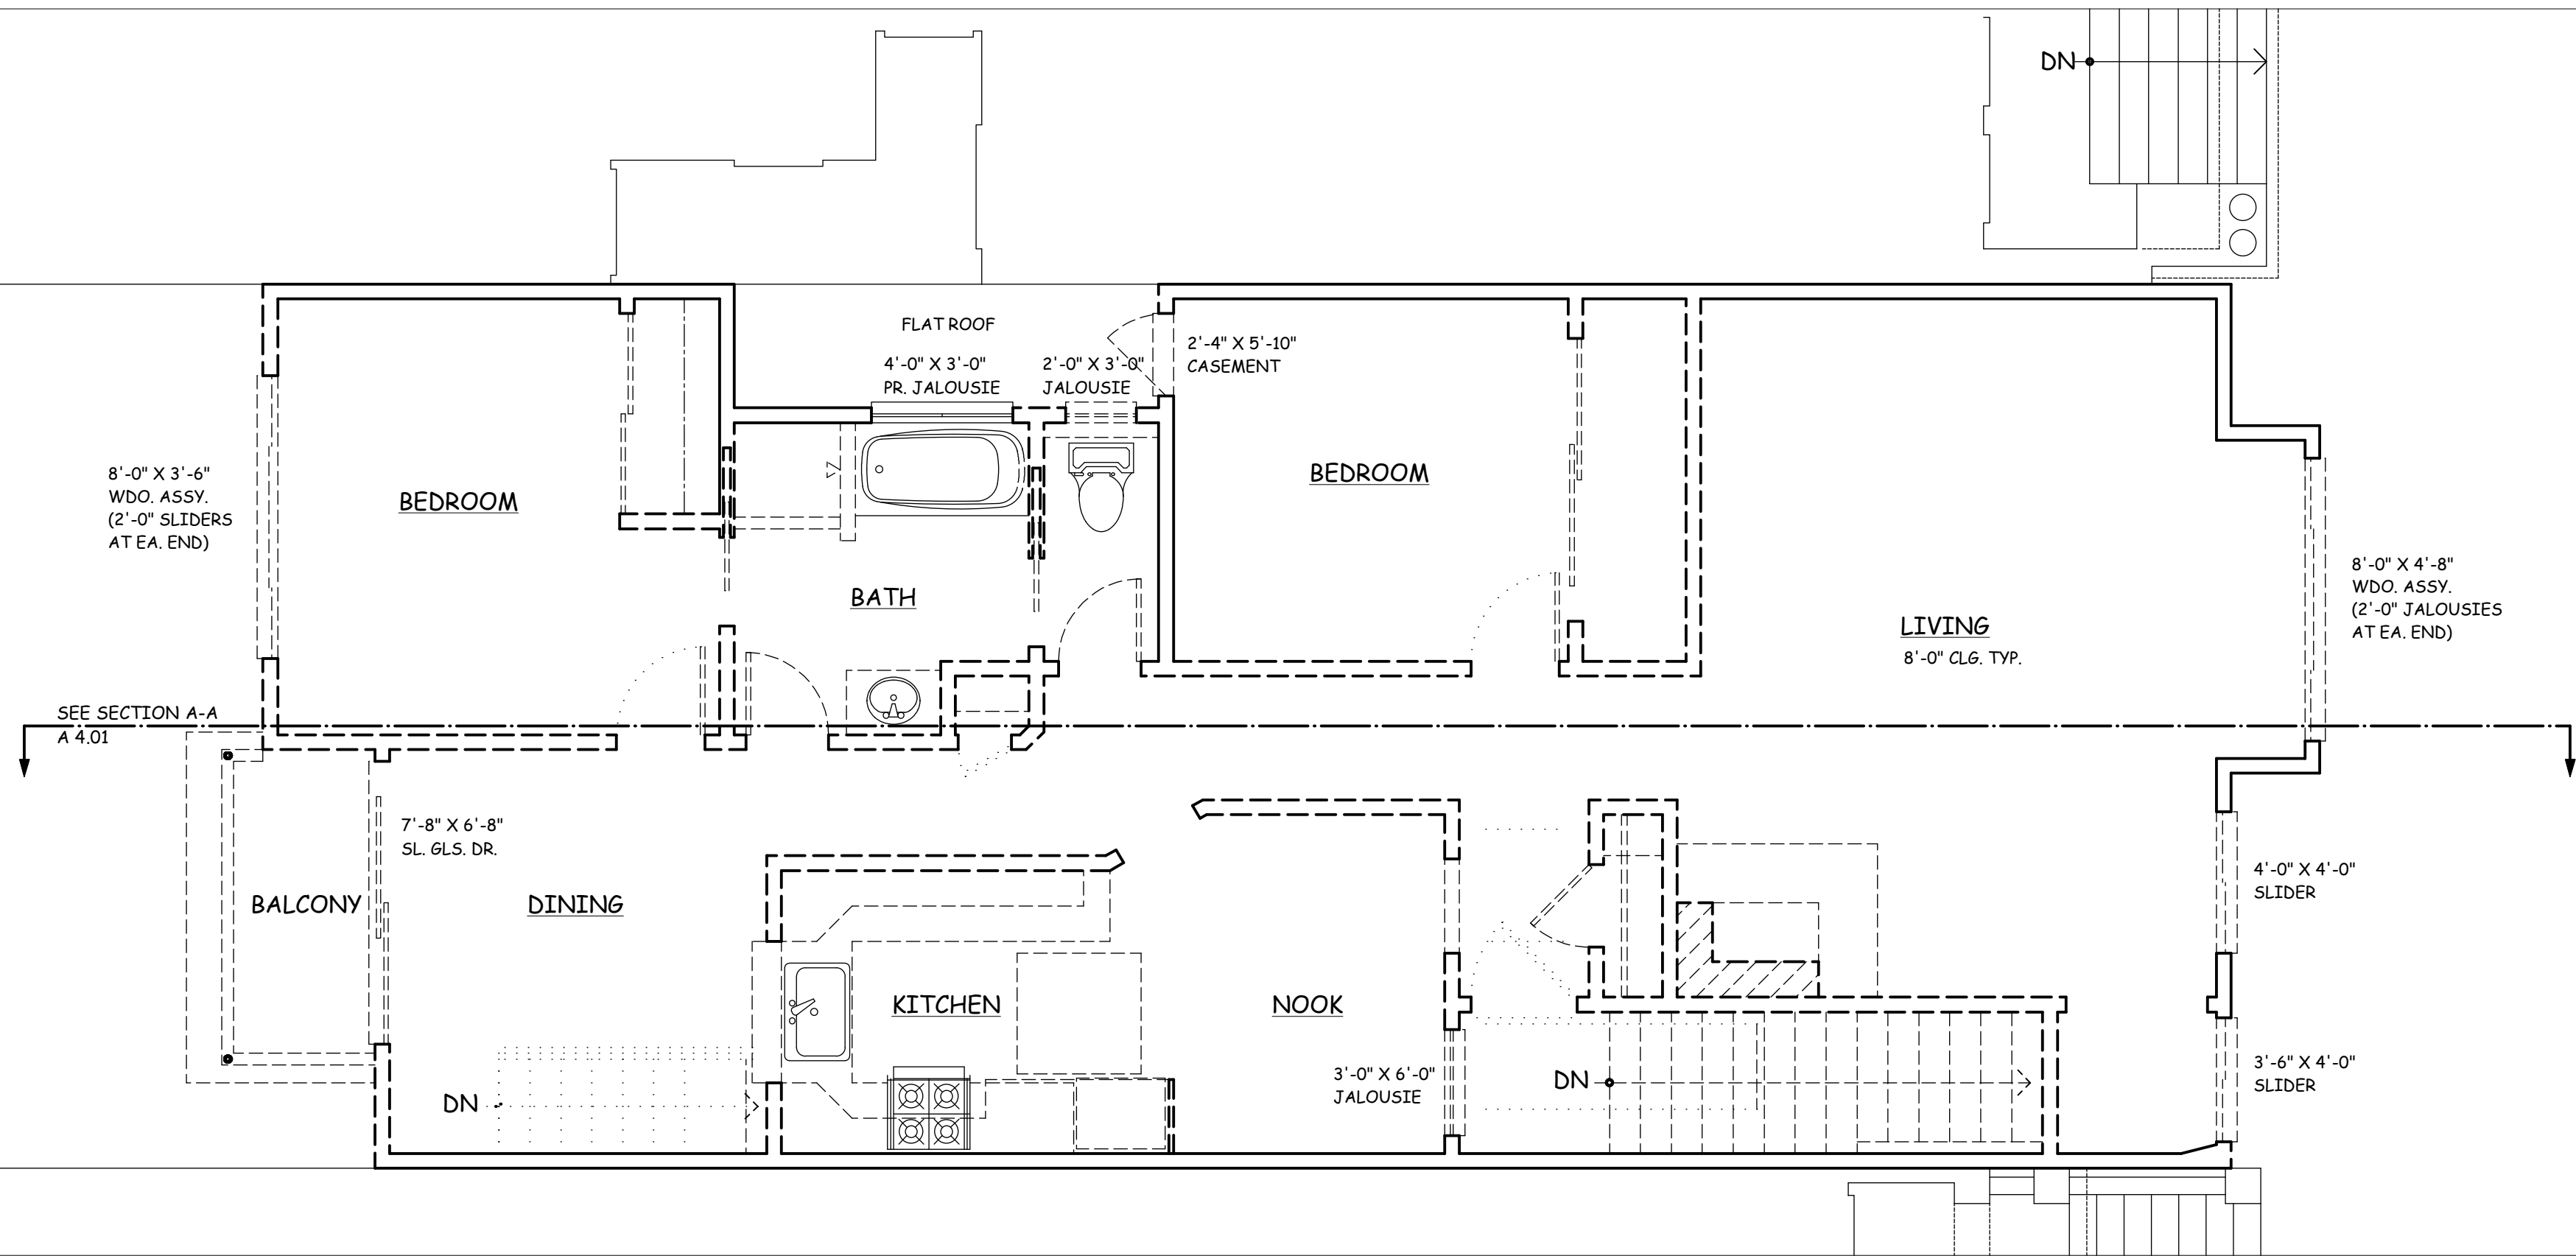 DN
FLAT ROOF
4'-0" X 3'-0"
PR. JALOUSIE
2'-0" X 3'-0"
JALOUSIE
2'-4" X 5'-10"
CASEMENT
8'-0" X 3'-6"
WDO. ASSY.
(2'-0" SLIDERS
AT EA. END)
BEDROOM
BATH
BEDROOM
LIVING
8'-0" CLG. TYP.
8'-0" X 4'-8"
WDO. ASSY.
(2'-0" JALOUSIES
AT EA. END)
SEE SECTION A-A
A 4.01
7'-8" X 6'-8"
SL. GLS. DR.
BALCONY
DINING
KITCHEN
NOOK
4'-0" X 4'-0"
SLIDER
3'-0" X 6'-0"
JALOUSIE
DN
3'-6" X 4'-0"
SLIDER
DN